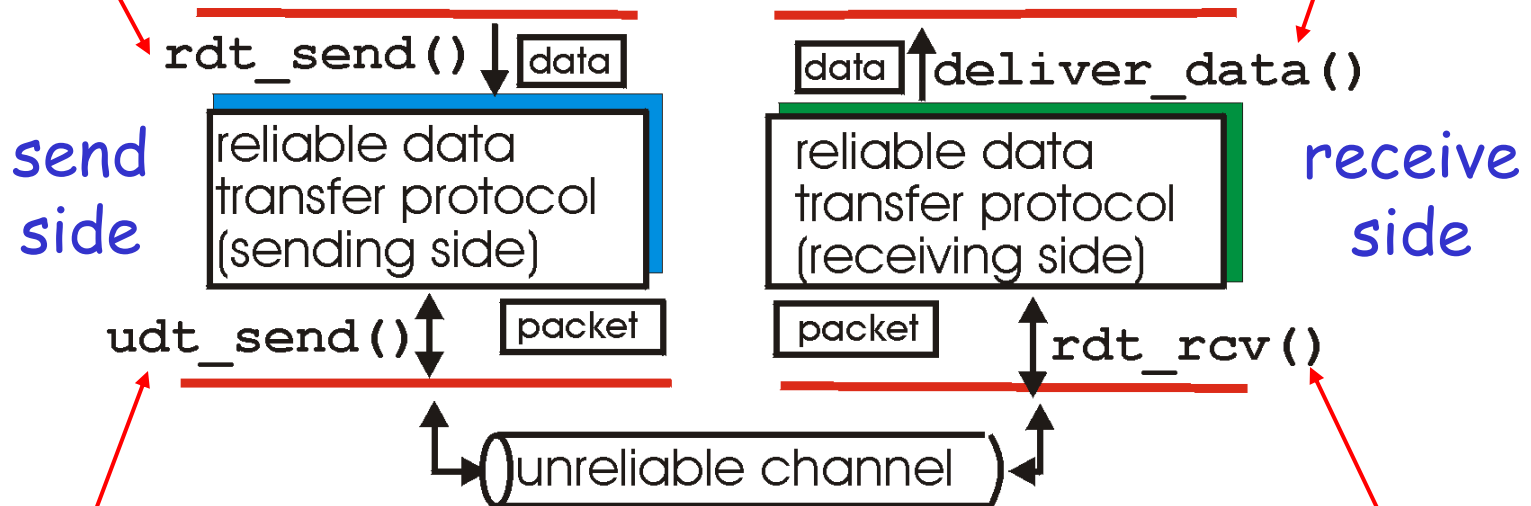 rdt_send()
data
data
deliver_data()
send
side
reliable data
transfer protocol
(sending side)
reliable data
transfer protocol
(receiving side)
receive
side
udt_send()
packet
packet
rdt_rcv()
unreliable channel